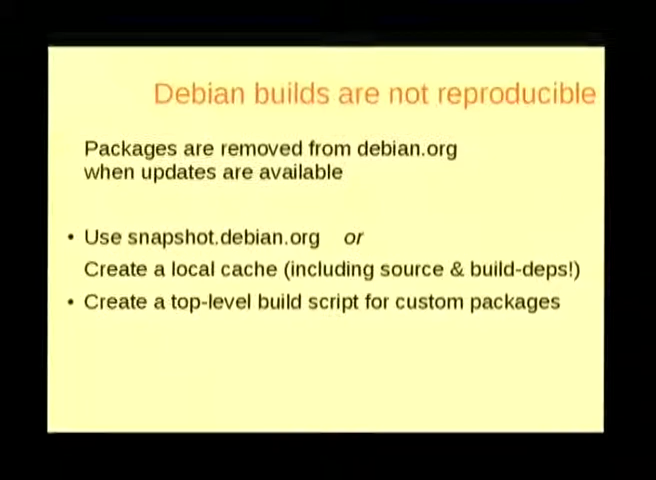 Debian builds are not reproducible
Packages are removed from debian.org
when updates are available
• Use snapshot.debian.org or
Create a local cache (including source & build-deps!)
• Create a top-level build script for custom packages